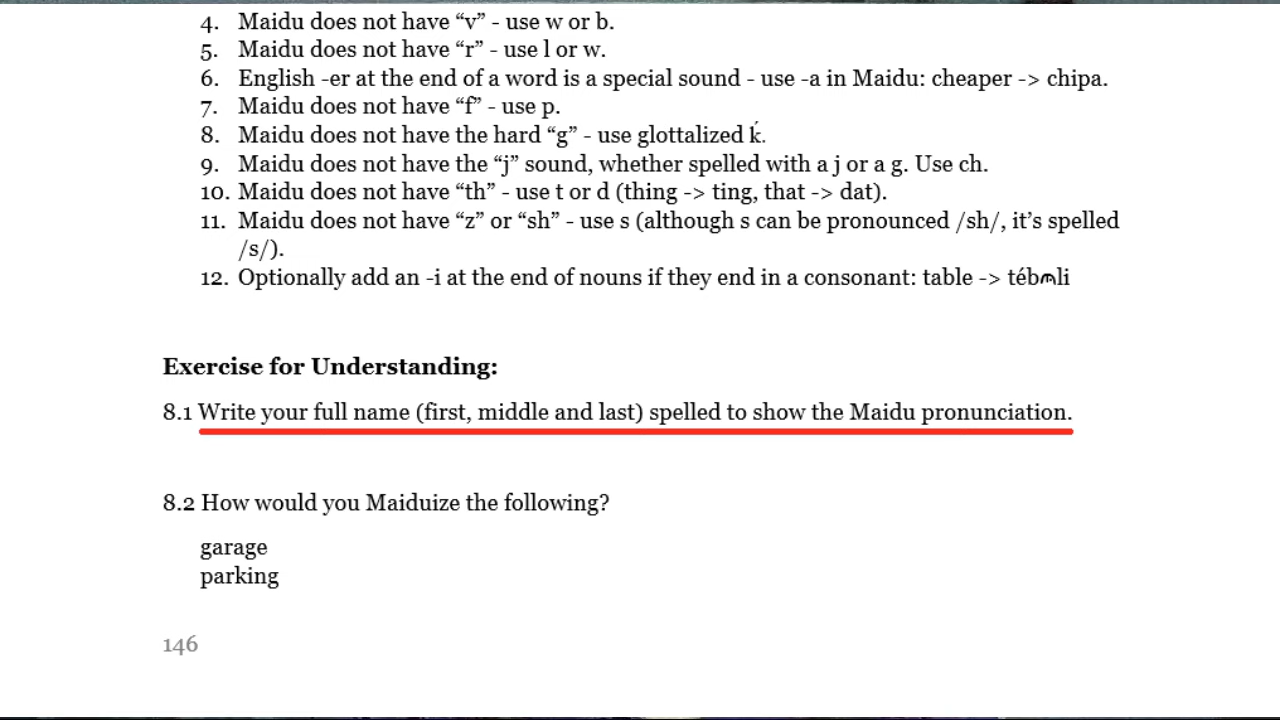 4. Maidu does not have “v” - use w or b.
5. Maidu does not have “r” - use l or w.
6. English -er at the end of a word is a special sound - use -a in Maidu: cheaper -> chipa.
7. Maidu does not have “f” - use p.
8. Maidu does not have the hard “g” - use glottalized ḱ.
9. Maidu does not have the “j” sound, whether spelled with a j or a g. Use ch.
10. Maidu does not have “th” - use t or d (thing -> ting, that -> dat).
11. Maidu does not have “z” or “sh” - use s (although s can be pronounced /sh/, it’s spelled
/s/).
12. Optionally add an -i at the end of nouns if they end in a consonant: table -> tébᲗli
Exercise for Understanding:
8.1 Write your full name (first, middle and last) spelled to show the Maidu pronunciation.
8.2 How would you Maiduize the following?
garage
parking
146